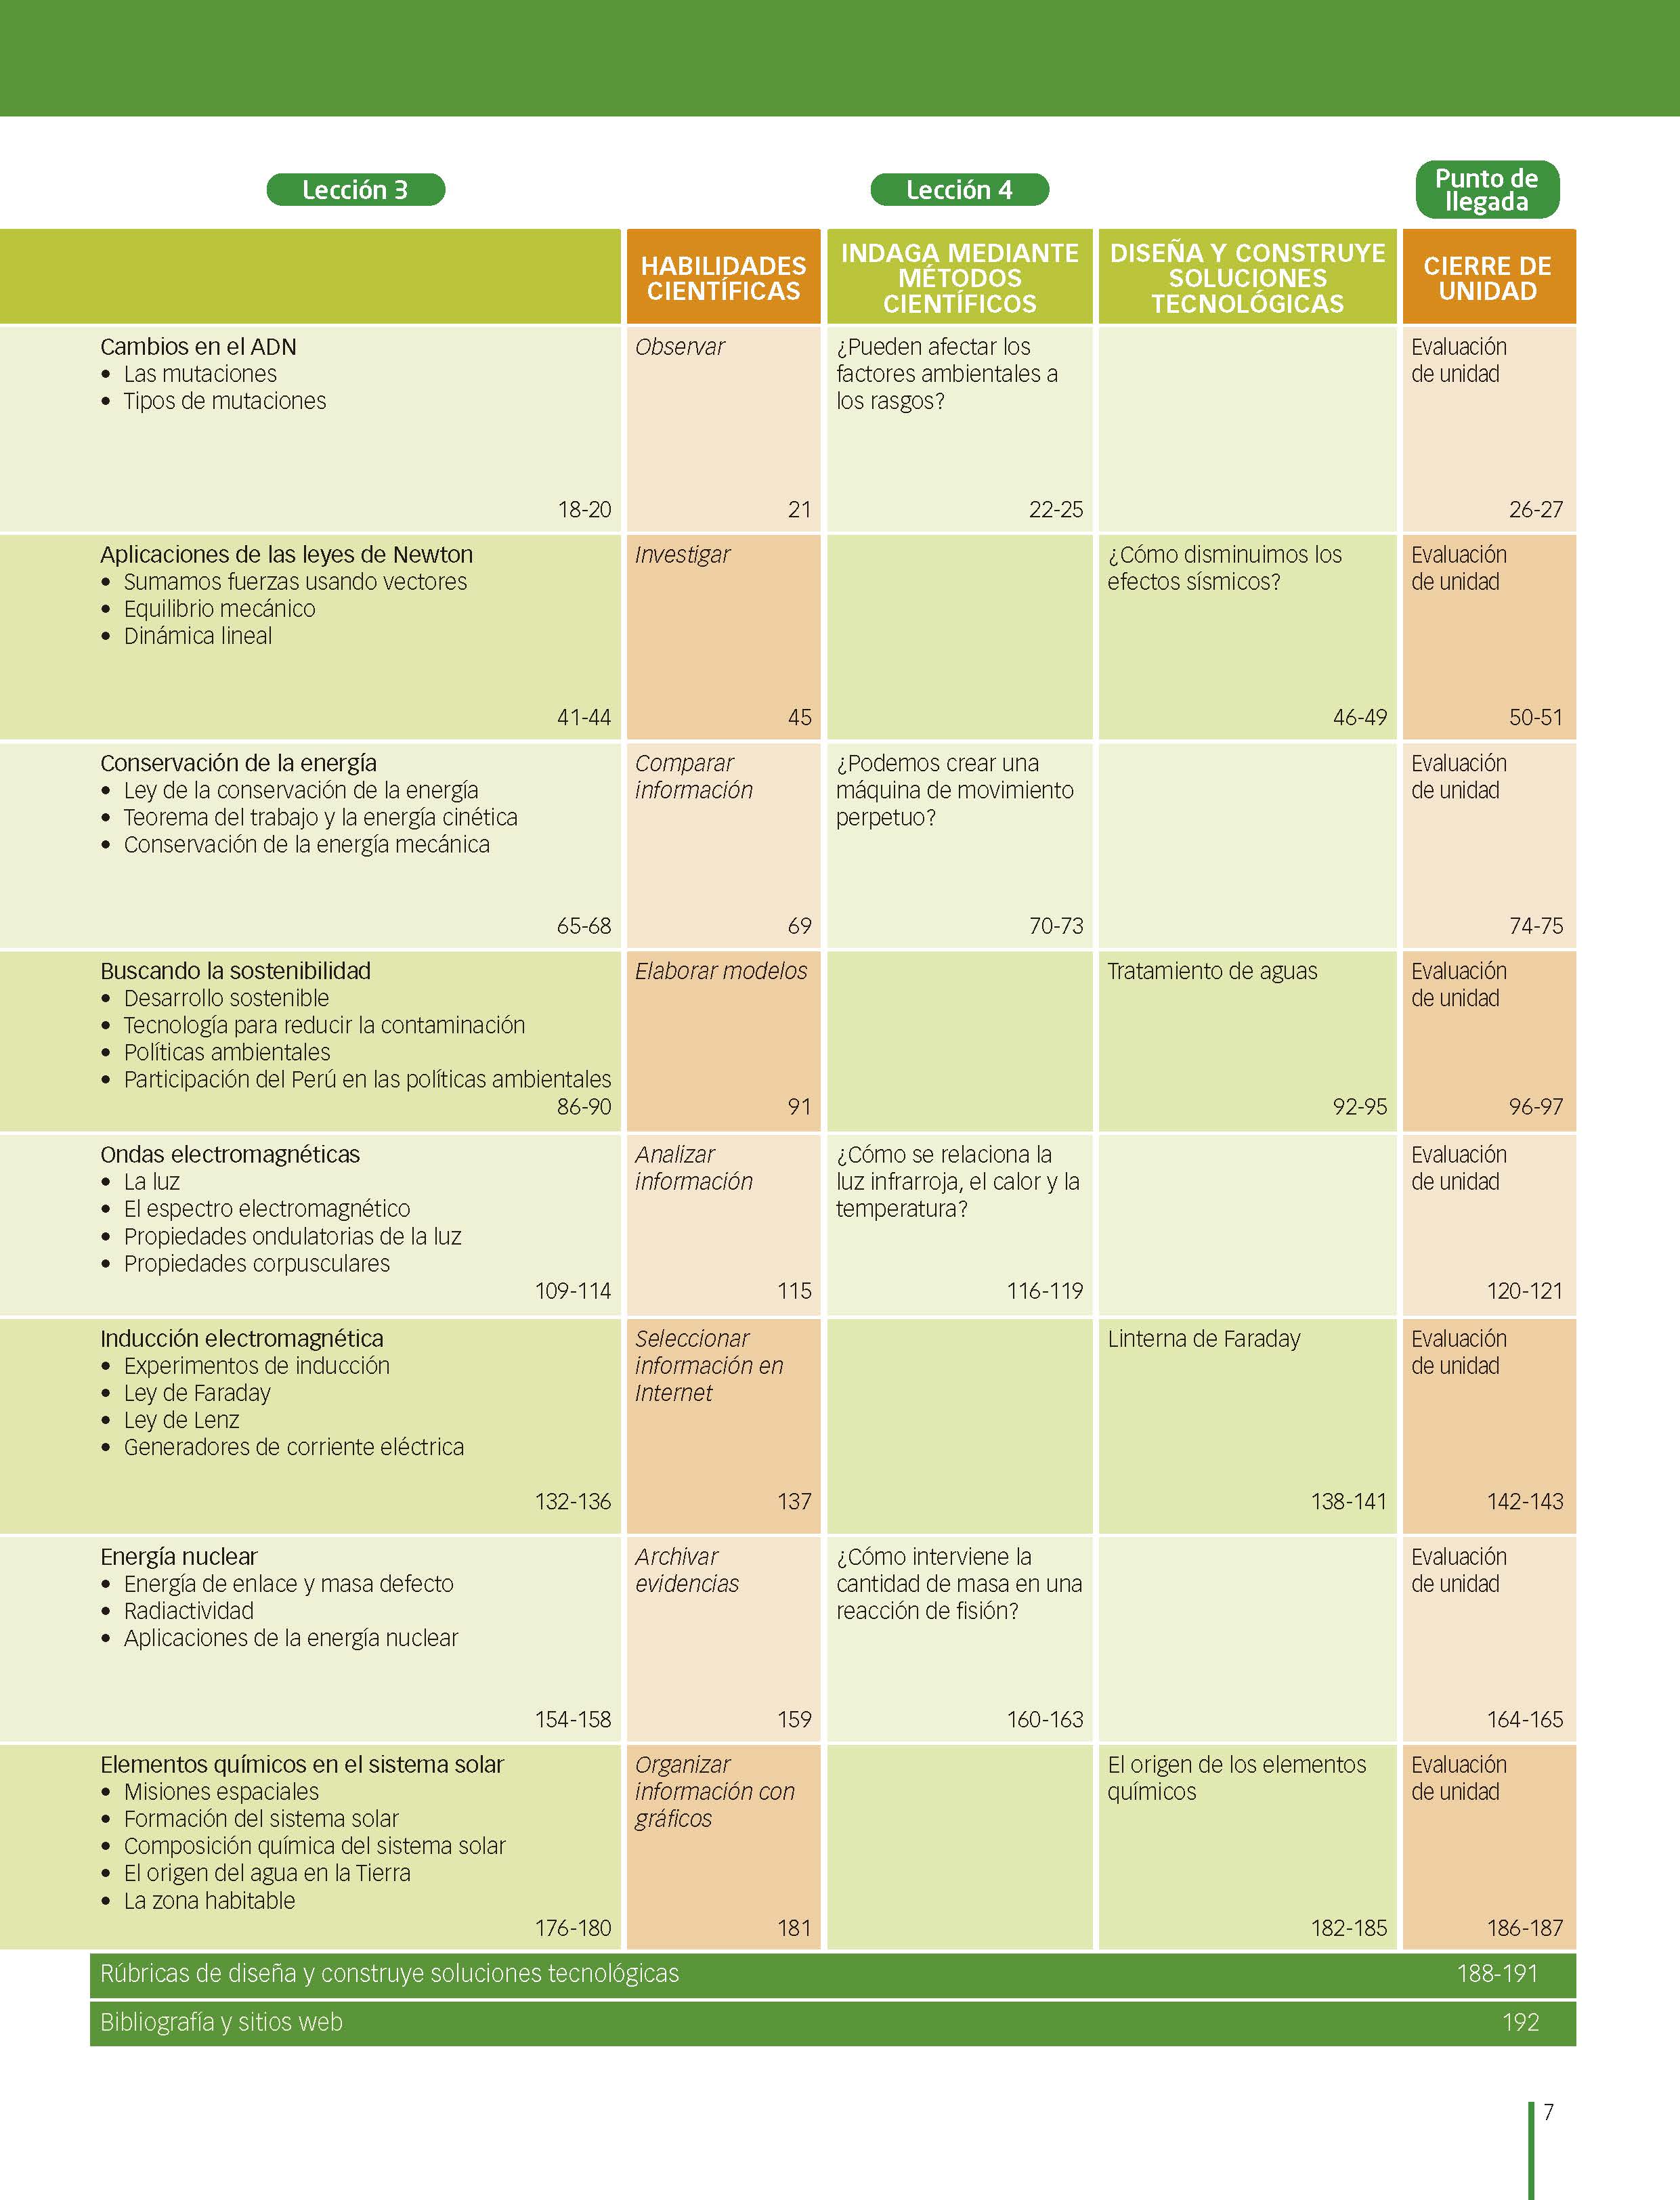 Lección 3
Lección 4
Punto de
llegada
HABILIDADES
CIENTÍFICAS
INDAGA MEDIANTE
MÉTODOS
CIENTÍFICOS
DISEÑA Y CONSTRUYE
SOLUCIONES
TECNOLÓGICAS
CIERRE DE
UNIDAD
Cambios en el ADN
• Las mutaciones
• Tipos de mutaciones
18-20
Observar
21
¿Pueden afectar los
factores ambientales a
los rasgos?
22-25
Evaluación
de unidad
26-27
Aplicaciones de las leyes de Newton
• Sumamos fuerzas usando vectores
• Equilibrio mecánico
• Dinámica lineal
41-44
Investigar
45
¿Cómo disminuimos los
efectos sísmicos?
46-49
Evaluación
de unidad
50-51
Conservación de la energía
• Ley de la conservación de la energía
• Teorema del trabajo y la energía cinética
• Conservación de la energía mecánica
65-68
Comparar
información
69
¿Podemos crear una
máquina de movimiento
perpetuo?
70-73
Evaluación
de unidad
74-75
Buscando la sostenibilidad
• Desarrollo sostenible
• Tecnología para reducir la contaminación
• Políticas ambientales
• Participación del Perú en las políticas ambientales
86-90
Elaborar modelos
91
Tratamiento de aguas
92-95
Evaluación
de unidad
96-97
Ondas electromagnéticas
• La luz
• El espectro electromagnético
• Propiedades ondulatorias de la luz
• Propiedades corpusculares
109-114
Analizar
información
115
¿Cómo se relaciona la
luz infrarroja, el calor y la
temperatura?
116-119
Evaluación
de unidad
120-121
Inducción electromagnética
• Experimentos de inducción
• Ley de Faraday
• Ley de Lenz
• Generadores de corriente eléctrica
132-136
Seleccionar
información en
Internet
137
Linterna de Faraday
138-141
Evaluación
de unidad
142-143
Energía nuclear
• Energía de enlace y masa defecto
• Radiactividad
• Aplicaciones de la energía nuclear
154-158
Archivar
evidencias
159
¿Cómo interviene la
cantidad de masa en una
reacción de fisión?
160-163
Evaluación
de unidad
164-165
Elementos químicos en el sistema solar
• Misiones espaciales
• Formación del sistema solar
• Composición química del sistema solar
• El origen del agua en la Tierra
• La zona habitable
176-180
Organizar
información con
gráficos
181
El origen de los elementos
químicos
182-185
Evaluación
de unidad
186-187
Rúbricas de diseña y construye soluciones tecnológicas 188-191
Bibliografía y sitios web 192
7